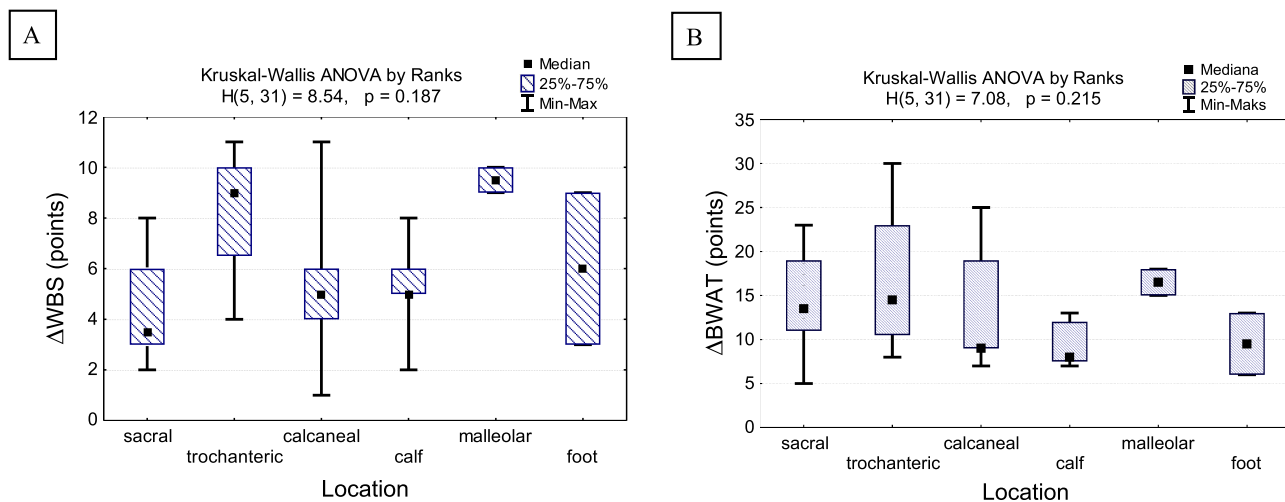 A
Kruskal-Wallis ANOVA by Ranks
H(5, 31) = 8.54, p = 0.187
Median
25%-75%
Min-Max
12
10
8
6
4
2
0
ΔWBS (points)
sacral
trochanteric
calcaneal
calf
malleolar
foot
Location
B
Kruskal-Wallis ANOVA by Ranks
H(5, 31) = 7.08, p = 0.215
Mediana
25%-75%
Min-Maks
35
30
25
20
15
10
5
0
ΔBWAT (points)
sacral
trochanteric
calcaneal
calf
malleolar
foot
Location